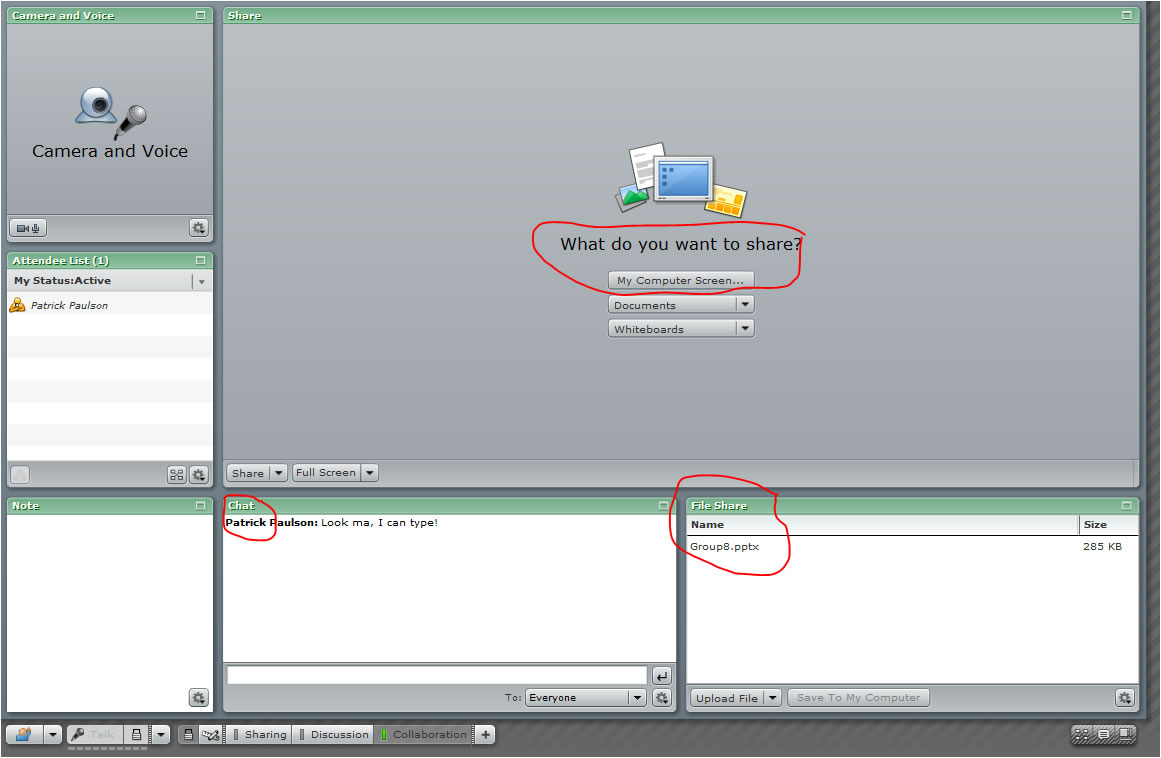 Camera and Voice
Camera and Voice
Attendee List (1)
My Status:Active
Patrick Paulson
Note
Share
What do you want to share?
My Computer Screen...
Documents
Whiteboards
Share
Full Screen
Chat
Patrick Paulson: Look ma, I can type!
To: Everyone
File Share
Name Size
Group8.pptx 285 KB
Upload File Save To My Computer
Talk Sharing Discussion Collaboration +